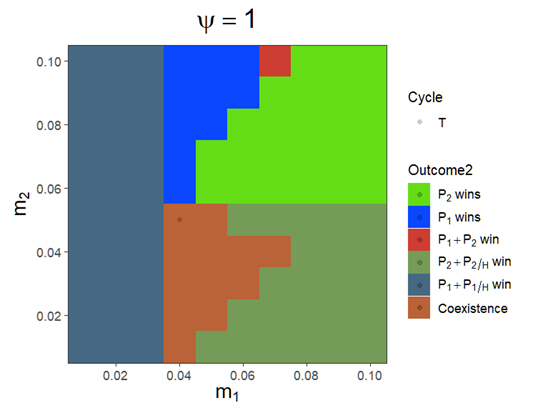 ψ = 1
m₂
0.10
0.08
0.06
0.04
0.02
0.02 0.04 0.06 0.08 0.10
m₁
Cycle
T
Outcome2
P₂ wins
P₁ wins
P₁ + P₂ win
P₂ + P₂/H win
P₁ + P₁/H win
Coexistence